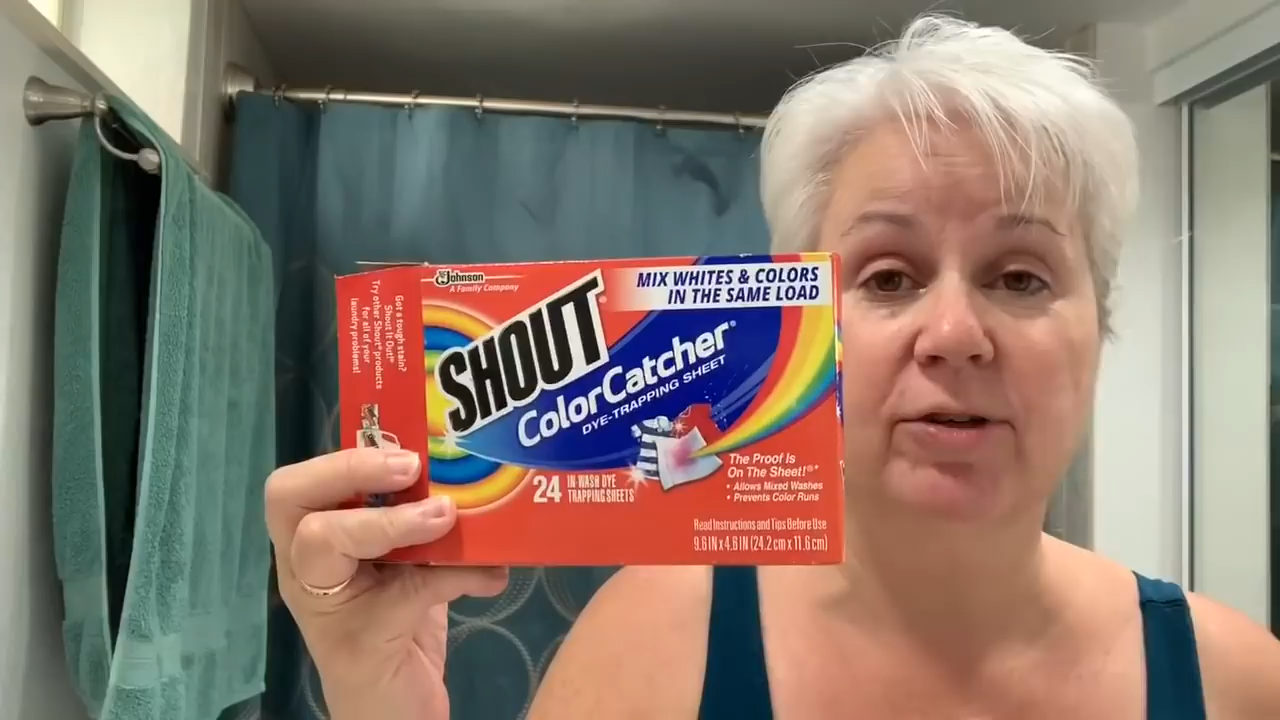 Got a tough stain?
Shout it Out!®
Try other Shout® products
for all of your
laundry problems!
SC Johnson
A Family Company
MIX WHITES & COLORS
IN THE SAME LOAD
SHOUT®
ColorCatcher®
DYE-TRAPPING SHEET
24 IN-WASH DYE
TRAPPING SHEETS
The Proof Is
On The Sheet!®*
• Allows Mixed Washes
• Prevents Color Runs
Read Instructions and Tips Before Use
9.6 IN x 4.6 IN (24.2 cm x 11.6 cm)